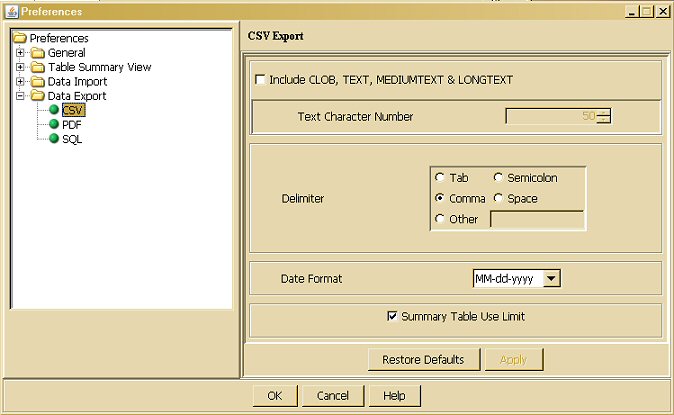 Preferences
Preferences
General
Table Summary View
Data Import
Data Export
CSV
PDF
SQL
CSV Export
Include CLOB, TEXT, MEDIUMTEXT & LONGTEXT
Text Character Number 50
Delimiter
Tab Semicolon
Comma Space
Other
Date Format MM-dd-yyyy
Summary Table Use Limit
Restore Defaults Apply
OK Cancel Help